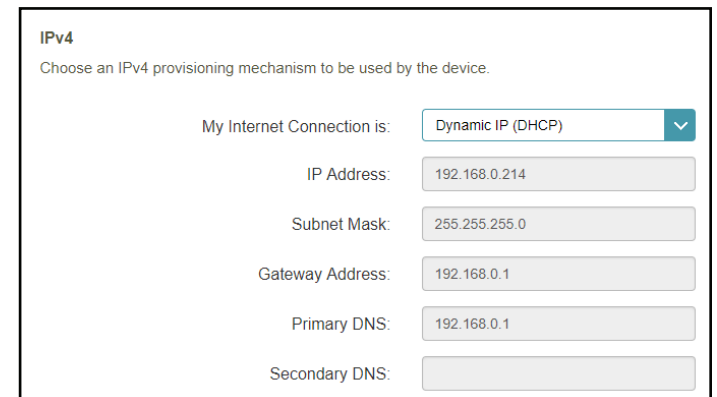 IPv4
Choose an IPv4 provisioning mechanism to be used by the device.
My Internet Connection is: Dynamic IP (DHCP)
IP Address: 192.168.0.214
Subnet Mask: 255.255.255.0
Gateway Address: 192.168.0.1
Primary DNS: 192.168.0.1
Secondary DNS: